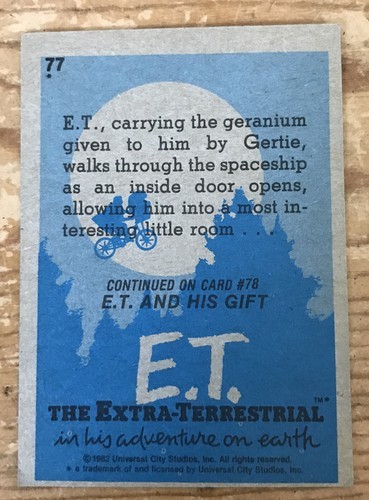 77
E.T., carrying the geranium
given to him by Gertie,
walks through the spaceship
as an inside door opens,
allowing him into a most in-
teresting little room . . . .
CONTINUED ON CARD #78
E.T. AND HIS GIFT
E.T.
THE EXTRA-TERRESTRIAL™*
in his adventure on earth
©1982 Universal City Studios, Inc. All rights reserved.
* a trademark of and licensed by Universal City Studios, Inc.